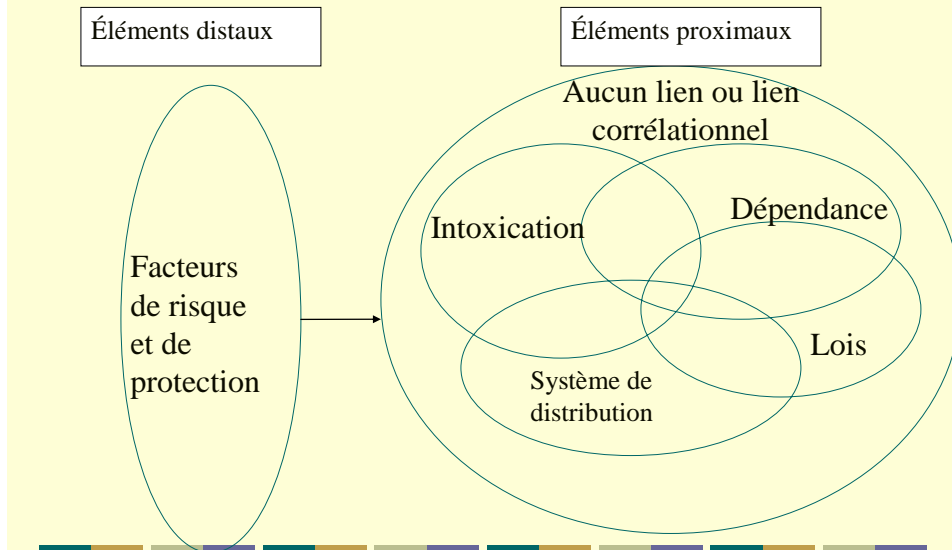 Éléments distaux
Éléments proximaux
Aucun lien ou lien
corrélationnel
Intoxication
Dépendance
Facteurs
de risque
et de
protection
Lois
Système de
distribution